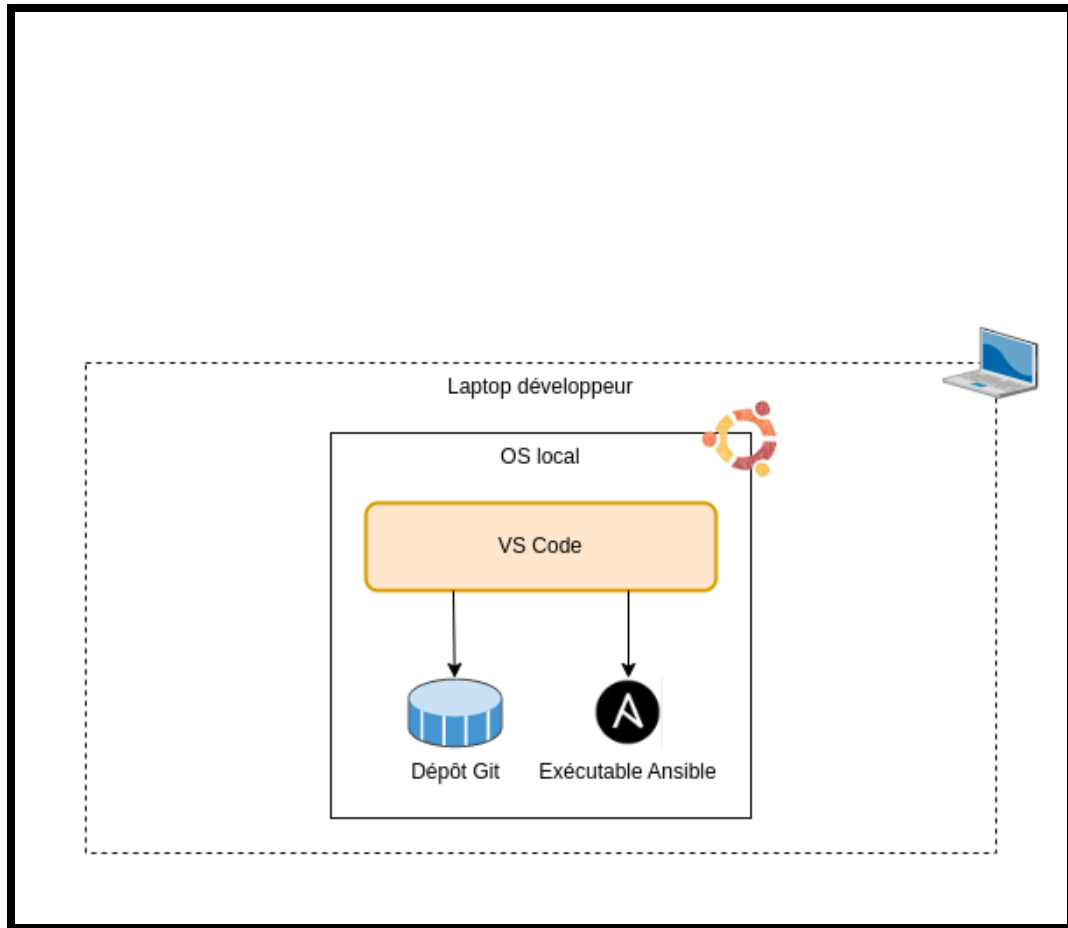 Laptop développeur
OS local
VS Code
Dépôt Git
Exécutable Ansible